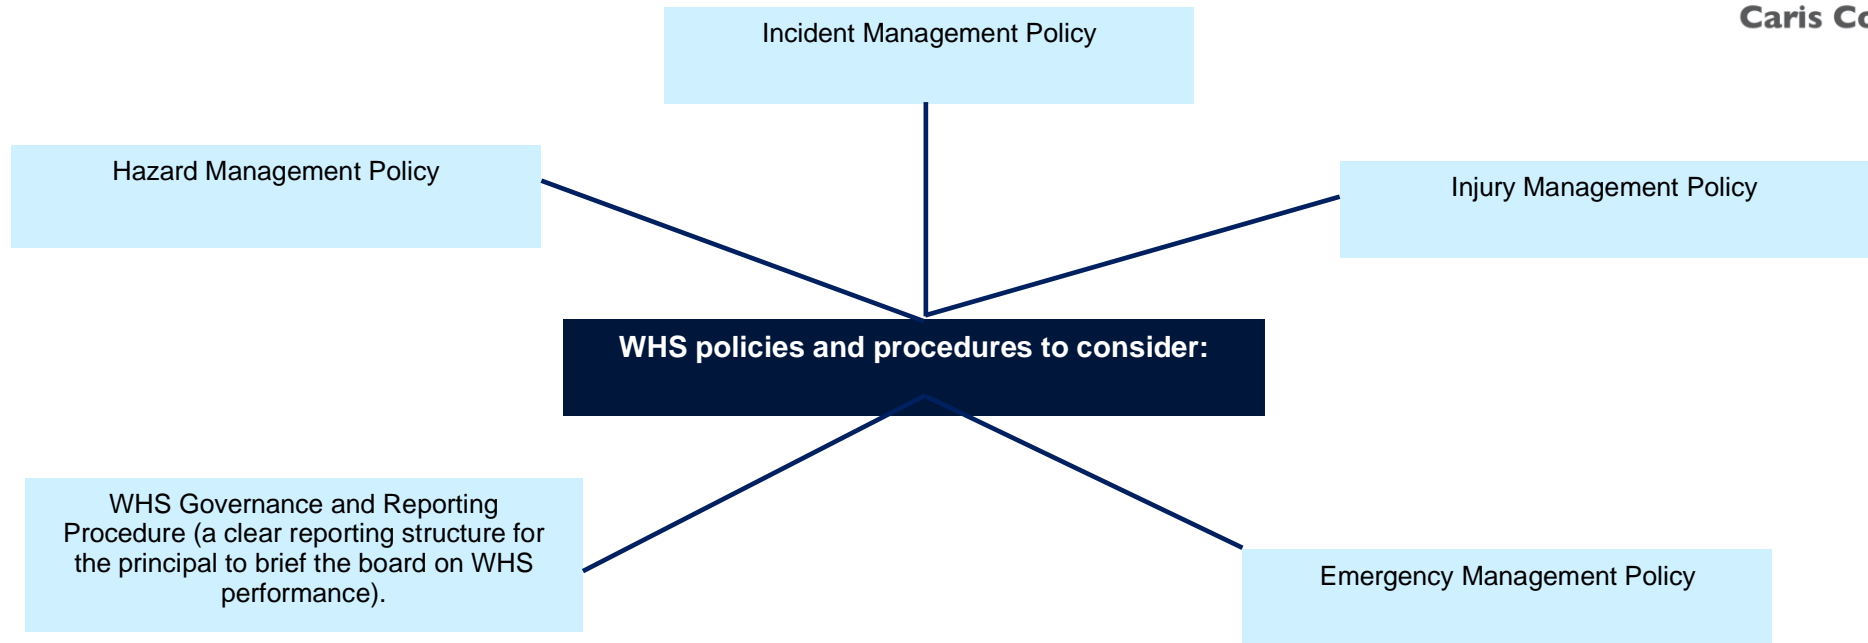 Caris
Incident Management Policy
Hazard Management Policy
Injury Management Policy
WHS policies and procedures to consider:
WHS Governance and Reporting
Procedure (a clear reporting structure for
the principal to brief the board on WHS
performance).
Emergency Management Policy